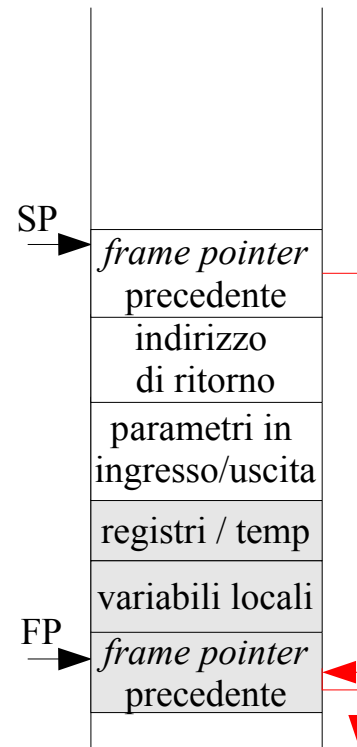 SP
frame pointer
precedente
indirizzo
di ritorno
parametri in
ingresso/uscita
registri / temp
variabili locali
FP
frame pointer
precedente